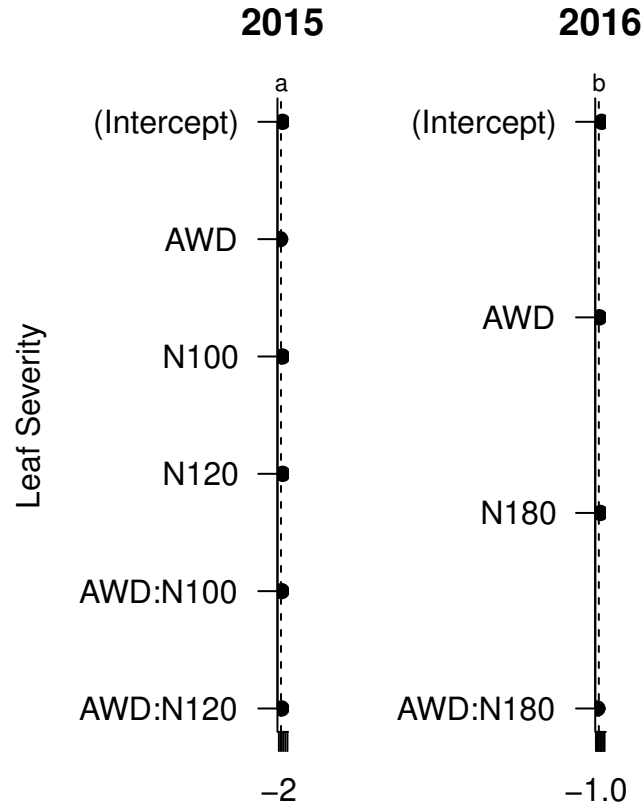 2015
2016
a
b
(Intercept)
AWD
N100
N120
AWD:N100
AWD:N120
(Intercept)
AWD
N180
AWD:N180
Leaf Severity
−2
−1.0